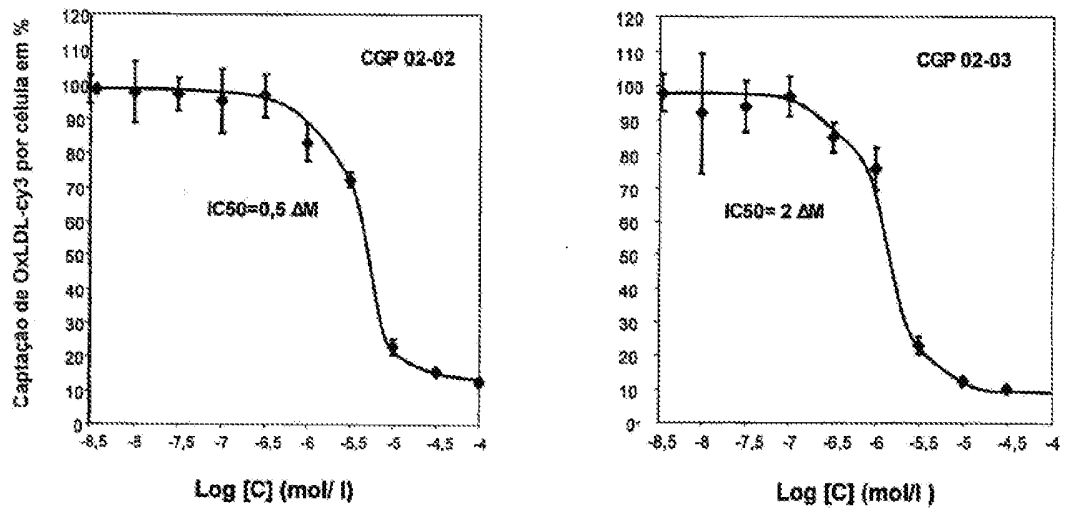 Captação de OxLDL-cy3 por célula em %
120
110
100
90
80
70
60
50
40
30
20
10
0
CGP 02-02
IC50=0,5 ΔM
-8,5 -8 -7,5 -7 -6,5 -6 -5,5 -5 -4,5 -4
Log [C] (mol/ l)
120
110
100
90
80
70
60
50
40
30
20
10
0
CGP 02-03
IC50= 2 ΔM
-8,5 -8 -7,5 -7 -6,5 -6 -5,5 -5 -4,5 -4
Log [C] (mol/l )